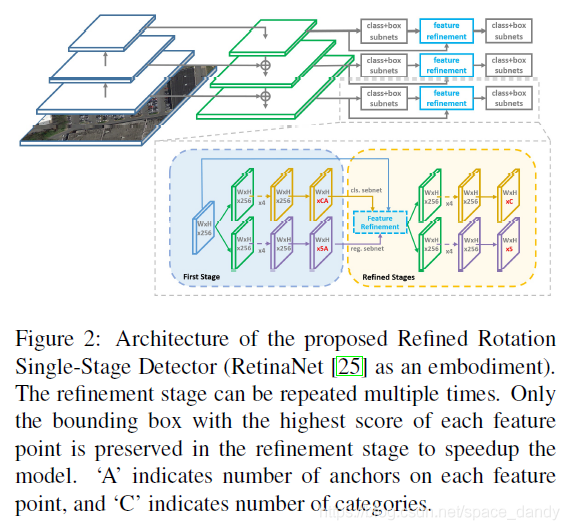 class+box subnets
feature refinement
class+box subnets
class+box subnets
feature refinement
class+box subnets
class+box subnets
feature refinement
class+box subnets
WxH x256
x4
WxH x256
WxH xCA
cls. sebnet
WxH x256
x4
WxH x256
WxH xC
WxH x256
Feature Refinement
WxH x256
x4
WxH x256
WxH x5A
reg. sebnet
WxH x256
x4
WxH x256
WxH x5
First Stage
Refined Stages
Figure 2: Architecture of the proposed Refined Rotation
Single-Stage Detector (RetinaNet [25] as an embodiment).
The refinement stage can be repeated multiple times. Only
the bounding box with the highest score of each feature
point is preserved in the refinement stage to speedup the
model. ‘A’ indicates number of anchors on each feature
point, and ‘C’ indicates number of categories.
https://blog.csdn.net/space_dandy